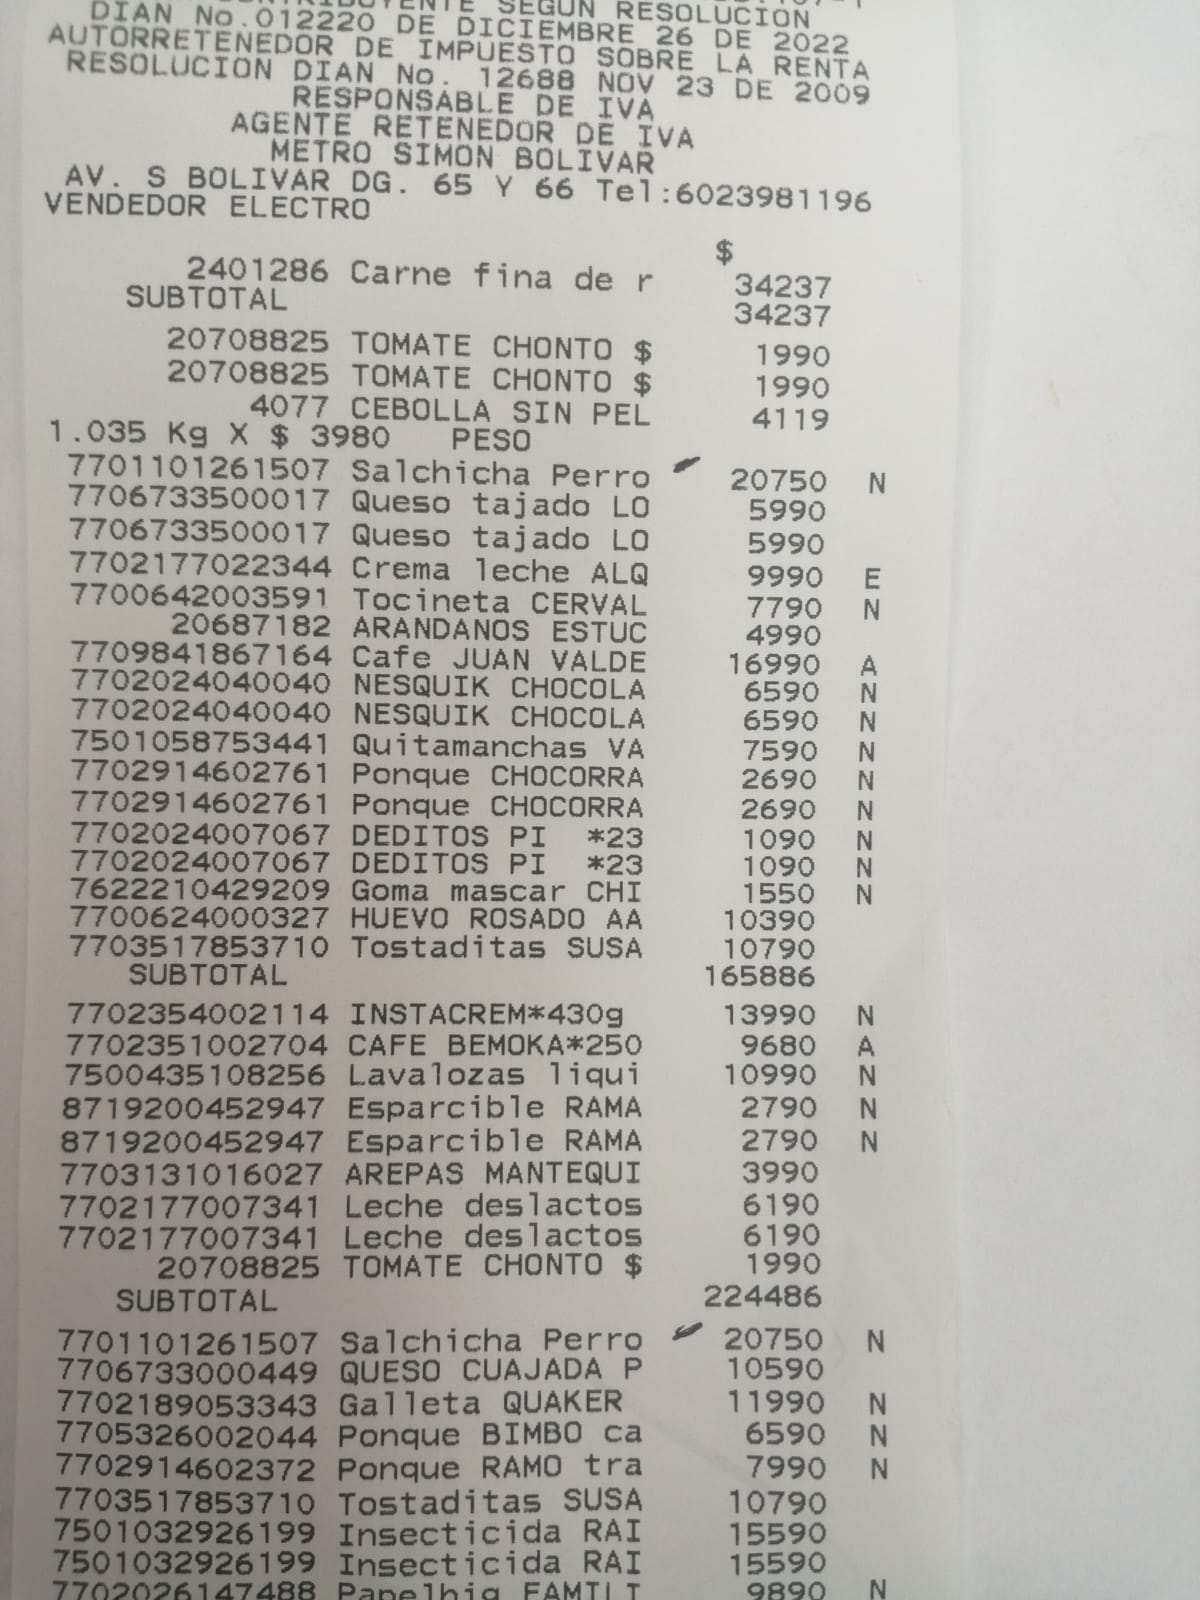 CONTRIBUYENTE SEGUN RESOLUCION
DIAN No.012220 DE DICIEMBRE 26 DE 2022
AUTORRETENEDOR DE IMPUESTO SOBRE LA RENTA
RESOLUCION DIAN No. 12688 NOV 23 DE 2009
RESPONSABLE DE IVA
AGENTE RETENEDOR DE IVA
METRO SIMON BOLIVAR
AV. S BOLIVAR DG. 65 Y 66 Tel:6023981196
VENDEDOR ELECTRO
$
2401286 Carne fina de r 34237
SUBTOTAL 34237
20708825 TOMATE CHONTO $ 1990
20708825 TOMATE CHONTO $ 1990
4077 CEBOLLA SIN PEL 4119
1.035 Kg X $ 3980 PESO
7701101261507 Salchicha Perro 20750 N
7706733500017 Queso tajado LO 5990
7706733500017 Queso tajado LO 5990
7702177022344 Crema leche ALQ 9990 E
7700642003591 Tocineta CERVAL 7790 N
20687182 ARANDANOS ESTUC 4990
7709841867164 Cafe JUAN VALDE 16990 A
7702024040040 NESQUIK CHOCOLA 6590 N
7702024040040 NESQUIK CHOCOLA 6590 N
7501058753441 Quitamanchas VA 7590 N
7702914602761 Ponque CHOCORRA 2690 N
7702914602761 Ponque CHOCORRA 2690 N
7702024007067 DEDITOS PI *23 1090 N
7702024007067 DEDITOS PI *23 1090 N
7622210429209 Goma mascar CHI 1550 N
7700624000327 HUEVO ROSADO AA 10390
7703517853710 Tostaditas SUSA 10790
SUBTOTAL 165886
7702354002114 INSTACREM*430g 13990 N
7702351002704 CAFE BEMOKA*250 9680 A
7500435108256 Lavalozas liqui 10990 N
8719200452947 Esparcible RAMA 2790 N
8719200452947 Esparcible RAMA 2790 N
7703131016027 AREPAS MANTEQUI 3990
7702177007341 Leche deslactos 6190
7702177007341 Leche deslactos 6190
20708825 TOMATE CHONTO $ 1990
SUBTOTAL 224486
7701101261507 Salchicha Perro 20750 N
7706733000449 QUESO CUAJADA P 10590
7702189053343 Galleta QUAKER 11990 N
7705326002044 Ponque BIMBO ca 6590 N
7702914602372 Ponque RAMO tra 7990 N
7703517853710 Tostaditas SUSA 10790
7501032926199 Insecticida RAI 15590
7501032926199 Insecticida RAI 15590
7702026147488 Papelhig FAMILI 9890 N